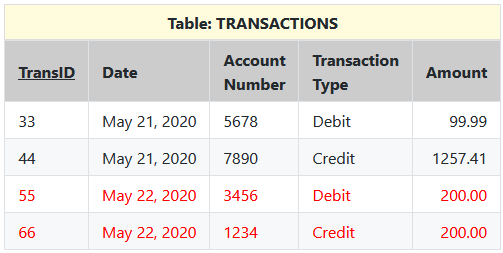 Table: TRANSACTIONS
TransID Date Account Number Transaction Type Amount
33 May 21, 2020 5678 Debit 99.99
44 May 21, 2020 7890 Credit 1257.41
55 May 22, 2020 3456 Debit 200.00
66 May 22, 2020 1234 Credit 200.00